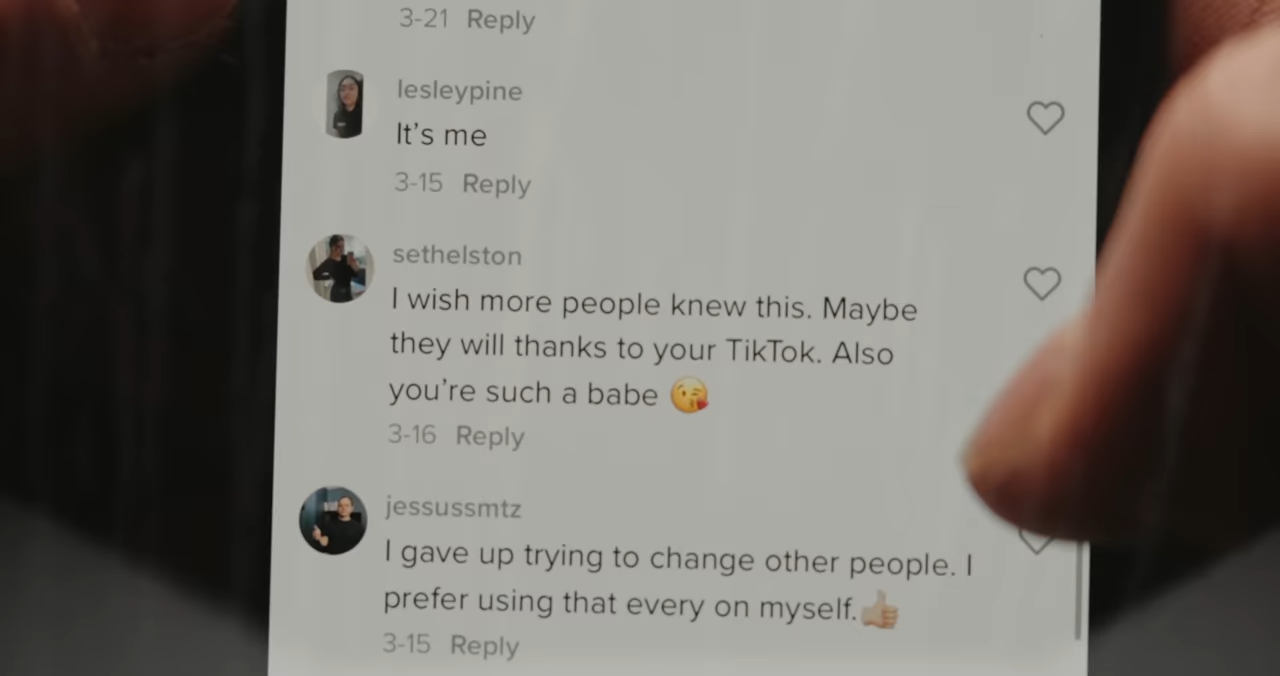 3-21 Reply
lesleypine
It's me
3-15 Reply
sethelston
I wish more people knew this. Maybe
they will thanks to your TikTok. Also
you're such a babe 😘
3-16 Reply
jessussmtz
I gave up trying to change other people. I
prefer using that every on myself.👍🏼
3-15 Reply